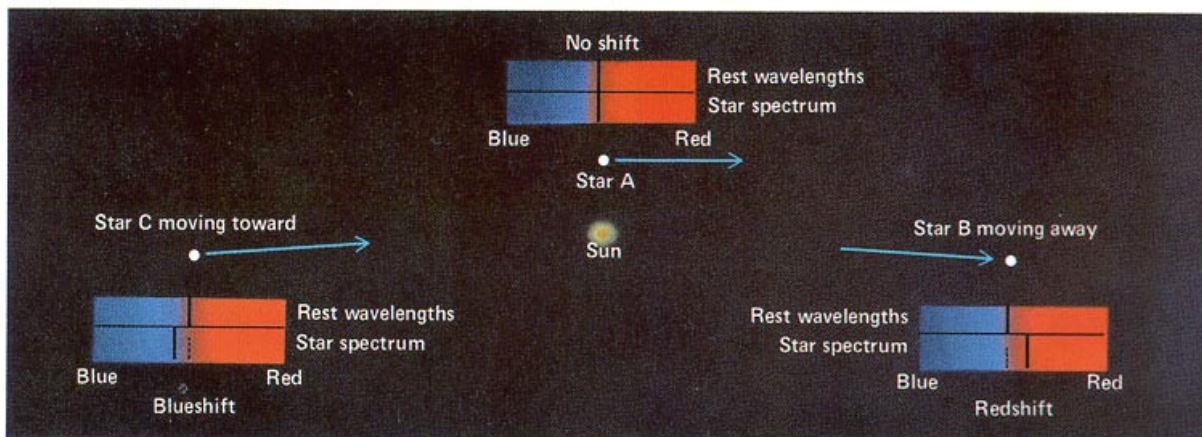 No shift
Rest wavelengths
Star spectrum
Blue Red
Star A
Star C moving toward
Sun
Star B moving away
Rest wavelengths
Star spectrum
Blue Red
Blueshift
Rest wavelengths
Star spectrum
Blue Red
Redshift